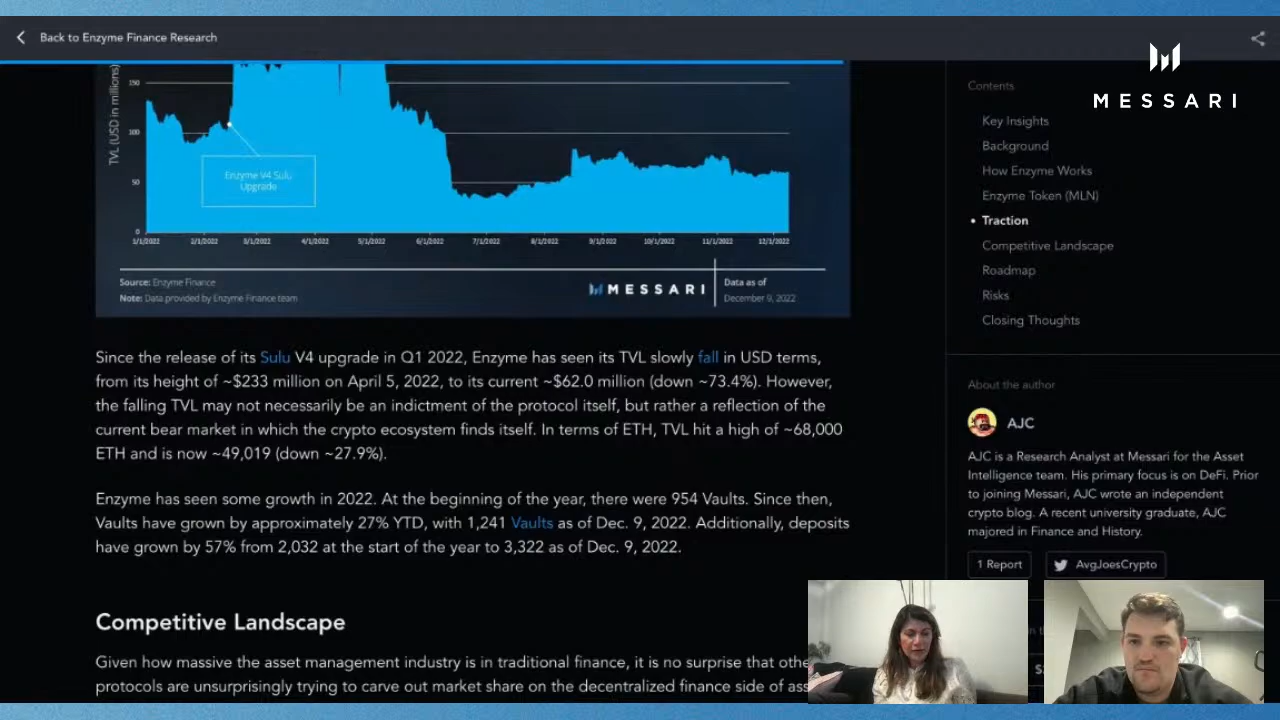 Back to Enzyme Finance Research
MESSARI
TVL (USD in millions)
150
100
50
0
Enzyme V4 Sulu
Upgrade
1/1/2022 2/1/2022 3/1/2022 4/1/2022 5/1/2022 6/1/2022 7/1/2022 8/1/2022 9/1/2022 10/1/2022 11/1/2022 12/1/2022
Source: Enzyme Finance
Note: Data provided by Enzyme Finance team
MESSARI
Data as of
December 9, 2022
Since the release of its Sulu V4 upgrade in Q1 2022, Enzyme has seen its TVL slowly fall in USD terms,
from its height of ~$233 million on April 5, 2022, to its current ~$62.0 million (down ~73.4%). However,
the falling TVL may not necessarily be an indictment of the protocol itself, but rather a reflection of the
current bear market in which the crypto ecosystem finds itself. In terms of ETH, TVL hit a high of ~68,000
ETH and is now ~49,019 (down ~27.9%).
Enzyme has seen some growth in 2022. At the beginning of the year, there were 954 Vaults. Since then,
Vaults have grown by approximately 27% YTD, with 1,241 Vaults as of Dec. 9, 2022. Additionally, deposits
have grown by 57% from 2,032 at the start of the year to 3,322 as of Dec. 9, 2022.
Competitive Landscape
Given how massive the asset management industry is in traditional finance, it is no surprise that othe
protocols are unsurprisingly trying to carve out market share on the decentralized finance side of ass
Contents
Key Insights
Background
How Enzyme Works
Enzyme Token (MLN)
• Traction
Competitive Landscape
Roadmap
Risks
Closing Thoughts
About the author
AJC
AJC is a Research Analyst at Messari for the Asset
Intelligence team. His primary focus is on DeFi. Prior
to joining Messari, AJC wrote an independent
crypto blog. A recent university graduate, AJC
majored in Finance and History.
1 Report
AvgJoesCrypto